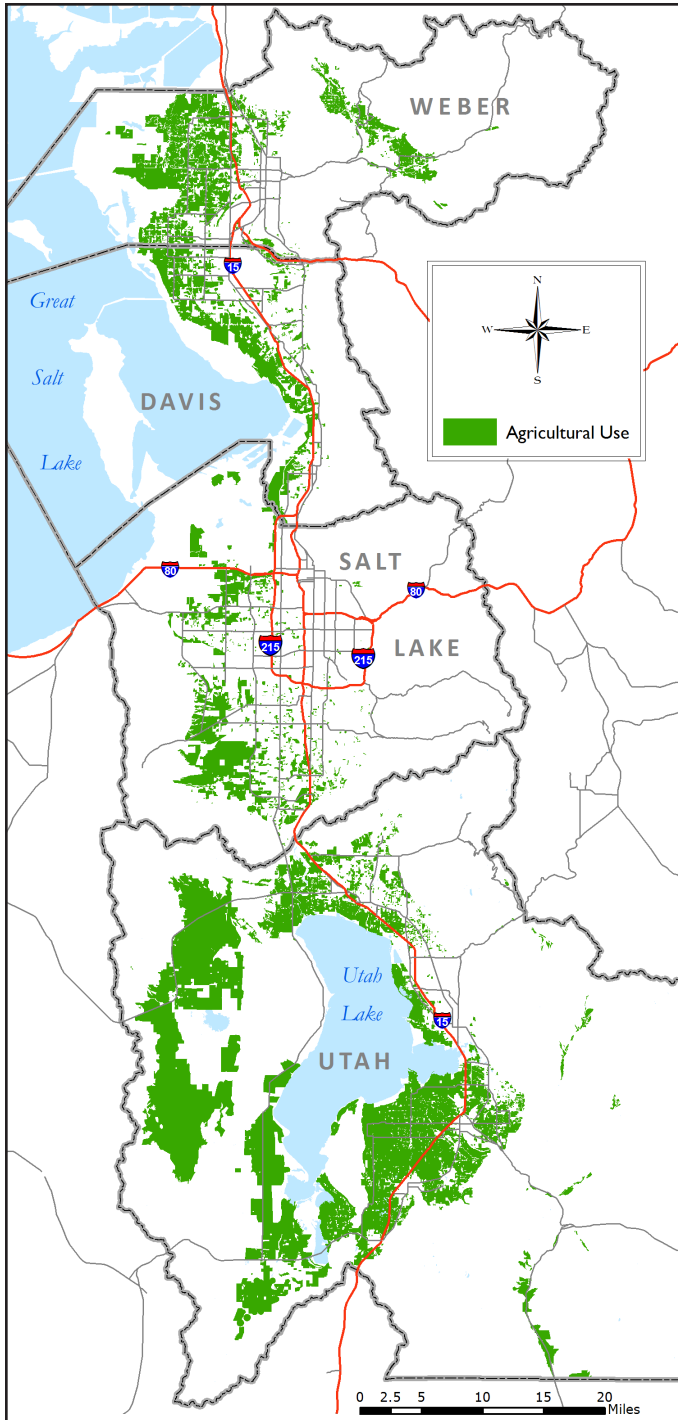 WEBER
15
Great
Salt
Lake
DAVIS
N
W E
S
Agricultural Use
SALT
LAKE
80
80
215
215
Utah
Lake
15
UTAH
0 2.5 5 10 15 20
Miles